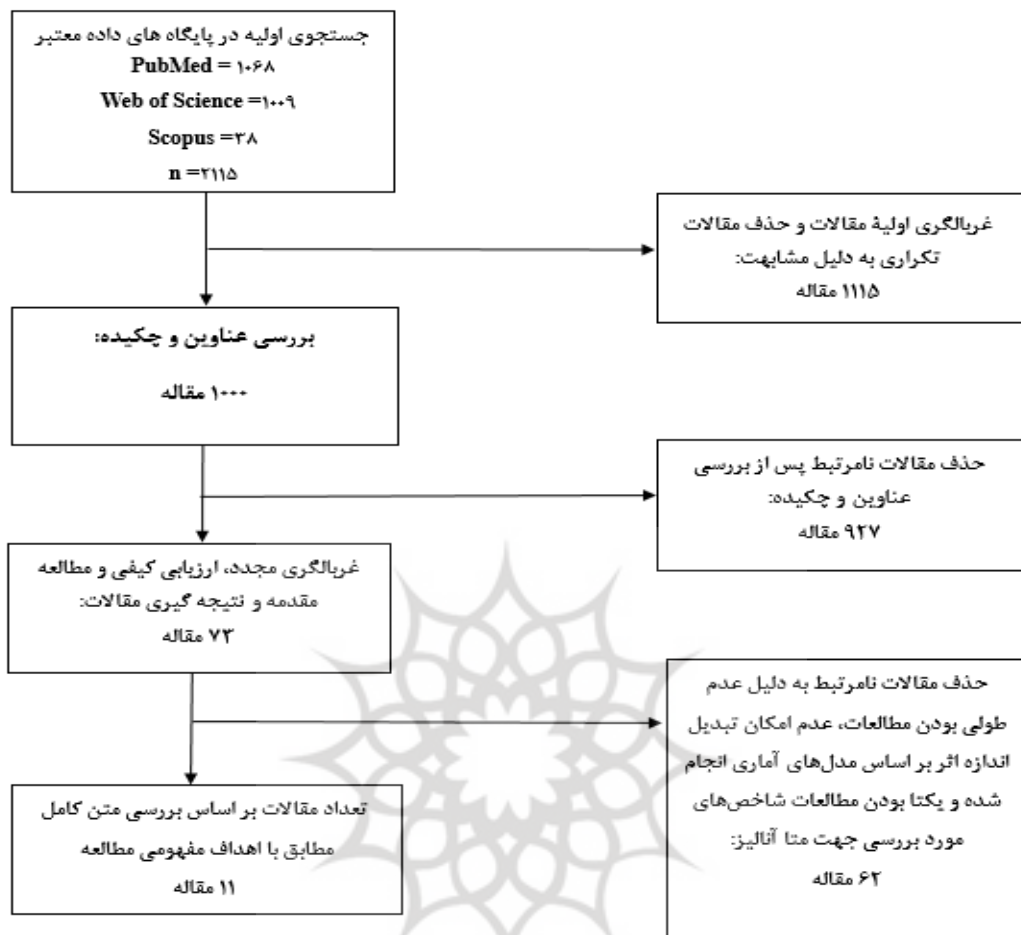 جستجوی اولیه در پایگاه های داده معتبر
PubMed = ۱۰۶۸
Web of Science =۱۰۰۹
Scopus =۳۸
n =۲۱۱۵
غربالگری اولیۀ مقالات و حذف مقالات
تکراری به دلیل مشابهت:
۱۱۱۵ مقاله
بررسی عناوین و چکیده:
۱۰۰۰ مقاله
حذف مقالات نامرتبط پس از بررسی
عناوین و چکیده:
۹۲۷ مقاله
غربالگری مجدد، ارزیابی کیفی و مطالعه
مقدمه و نتیجه گیری مقالات:
۷۳ مقاله
حذف مقالات نامرتبط به دلیل عدم
طولی بودن مطالعات، عدم امکان تبدیل
اندازه اثر بر اساس مدل‌های آماری انجام
شده و یکتا بودن مطالعات شاخص‌های
مورد بررسی جهت متا آنالیز:
۶۲ مقاله
تعداد مقالات بر اساس بررسی متن کامل
مطابق با اهداف مفهومی مطالعه
۱۱ مقاله